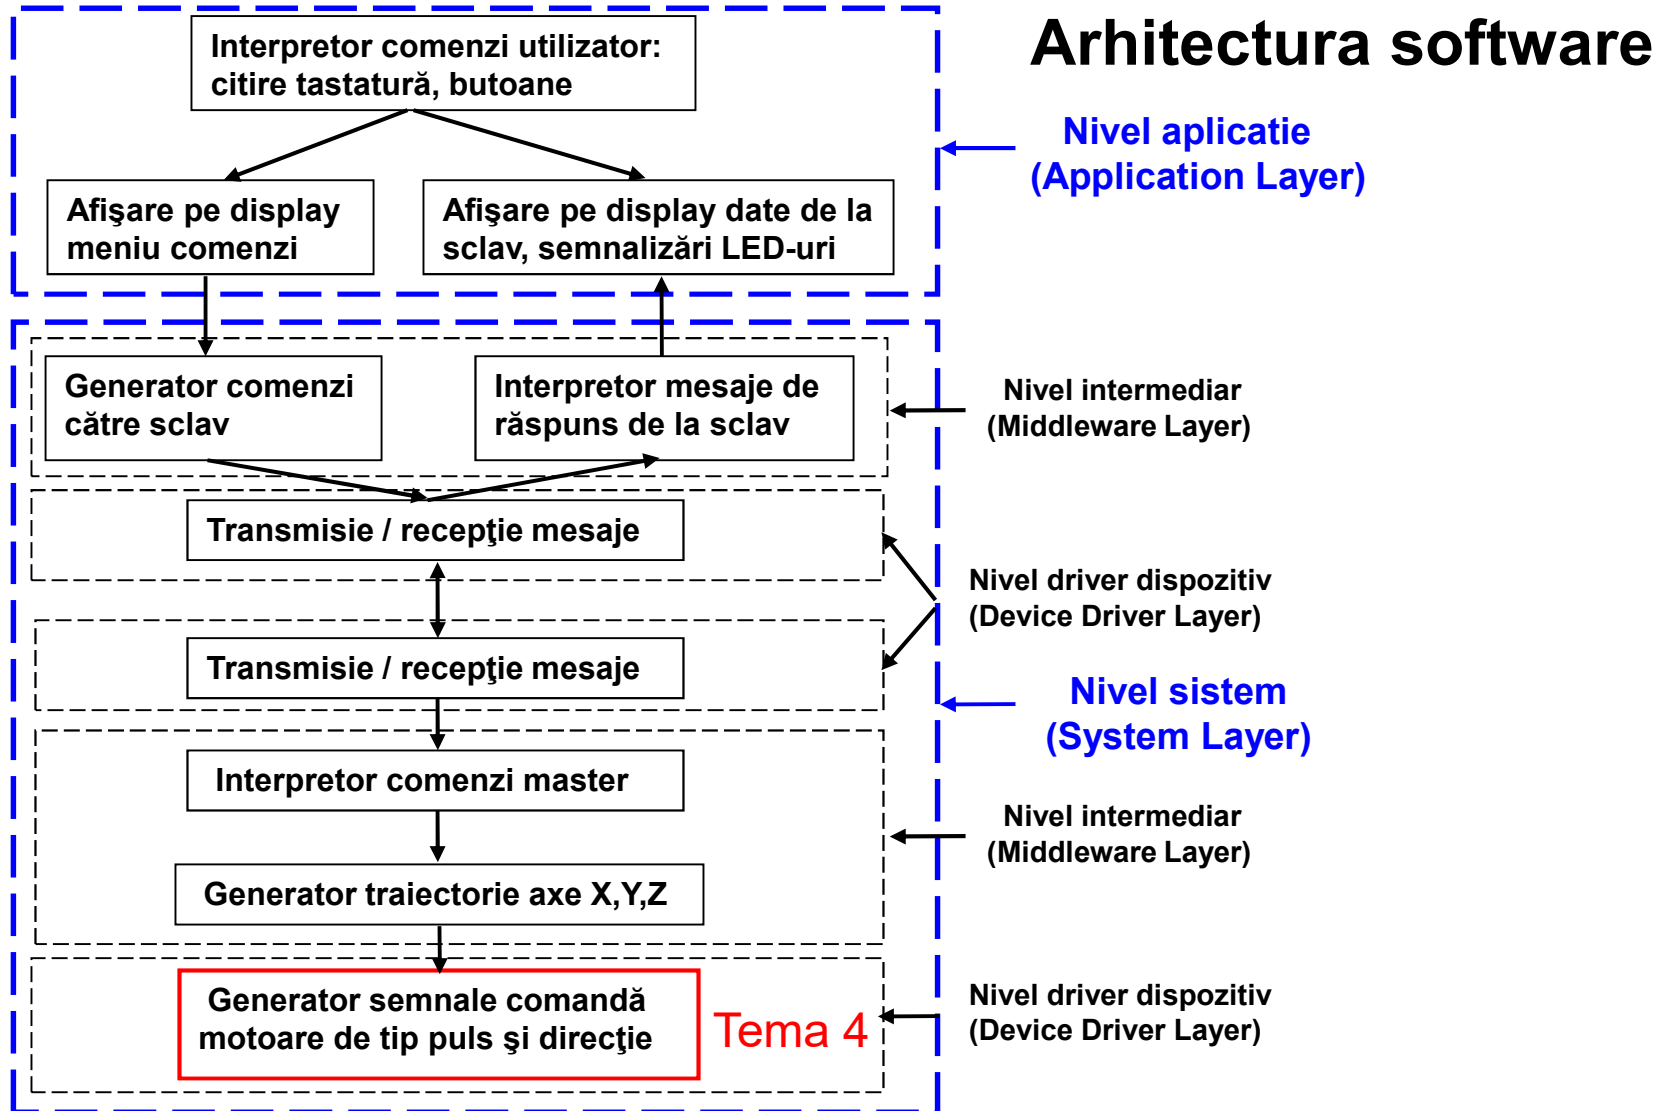 Arhitectura software
Interpretor comenzi utilizator:
citire tastatură, butoane
Nivel aplicatie
(Application Layer)
Afişare pe display
meniu comenzi
Afişare pe display date de la
sclav, semnalizări LED-uri
Generator comenzi
către sclav
Interpretor mesaje de
răspuns de la sclav
Nivel intermediar
(Middleware Layer)
Transmisie / recepţie mesaje
Nivel driver dispozitiv
(Device Driver Layer)
Transmisie / recepţie mesaje
Nivel sistem
(System Layer)
Interpretor comenzi master
Nivel intermediar
(Middleware Layer)
Generator traiectorie axe X,Y,Z
Generator semnale comandă
motoare de tip puls şi direcţie
Tema 4
Nivel driver dispozitiv
(Device Driver Layer)